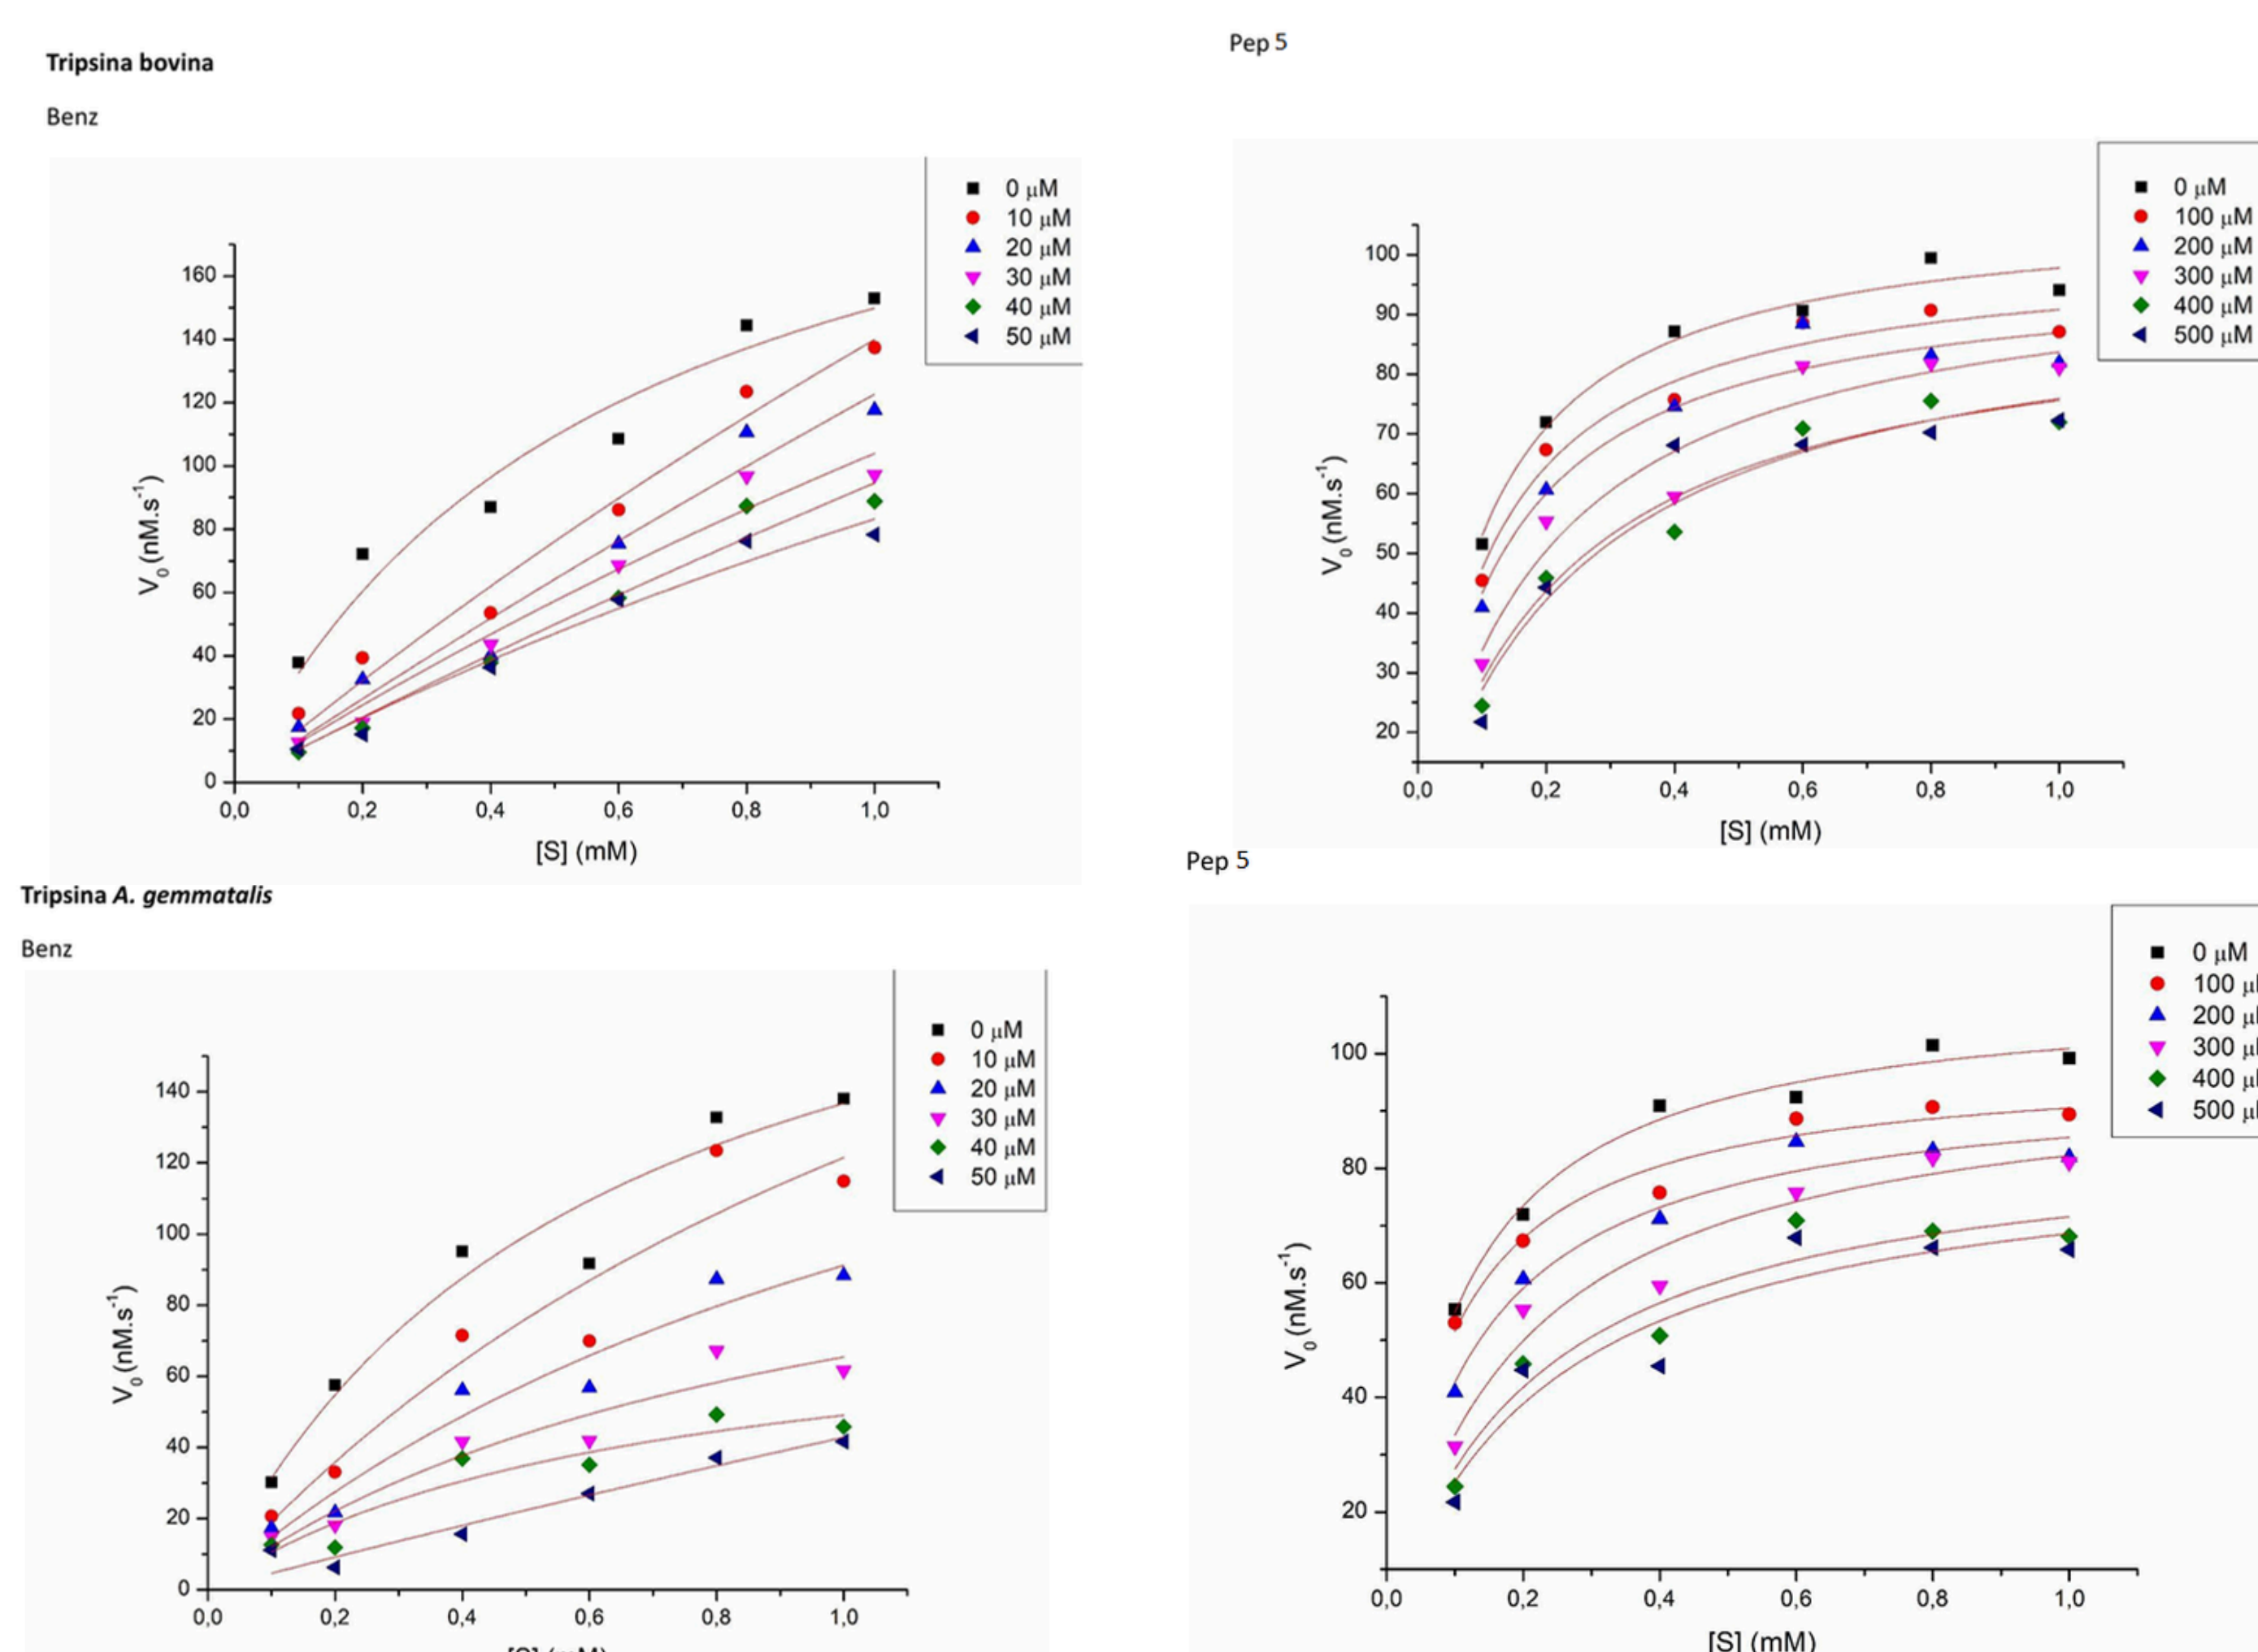 Tripsina bovina
Benz
0 μM
10 μM
20 μM
30 μM
40 μM
50 μM
160
140
120
100
80
60
40
20
0
V0 (nM.s-1)
0,0 0,2 0,4 0,6 0,8 1,0
[S] (mM)
Pep 5
0 μM
100 μM
200 μM
300 μM
400 μM
500 μM
100
90
80
70
60
50
40
30
20
V0 (nM.s-1)
0,0 0,2 0,4 0,6 0,8 1,0
[S] (mM)
Tripsina A. gemmatalis
Benz
0 μM
10 μM
20 μM
30 μM
40 μM
50 μM
140
120
100
80
60
40
20
0
V0 (nM.s-1)
0,0 0,2 0,4 0,6 0,8 1,0
Pep 5
0 μM
100
200
300
400
500
100
80
60
40
20
V0 (nM.s-1)
0,0 0,2 0,4 0,6 0,8 1,0
[S] (mM)